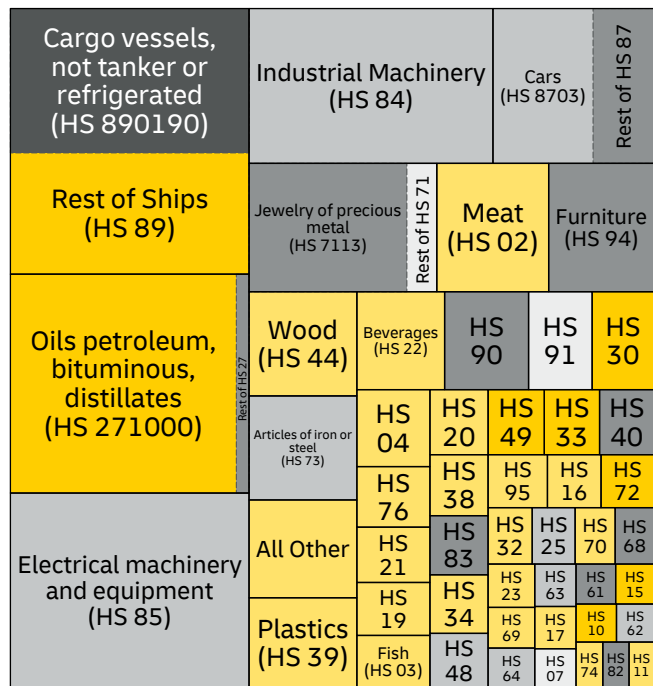 Cargo vessels,
not tanker or
refrigerated
(HS 890190)
Rest of Ships
(HS 89)
Oils petroleum,
bituminous,
distillates
(HS 271000)
Rest of HS 27
Electrical machinery
and equipment
(HS 85)
Industrial Machinery
(HS 84)
Cars
(HS 8703)
Rest of HS 87
Jewelry of precious
metal
(HS 7113)
Rest of HS 71
Meat
(HS 02)
Furniture
(HS 94)
Wood
(HS 44)
Beverages
(HS 22)
HS
90
HS
91
HS
30
Articles of iron or
steel
(HS 73)
All Other
Plastics
(HS 39)
HS
04
HS
76
HS
21
HS
19
Fish
(HS 03)
HS
20
HS
38
HS
83
HS
34
HS
48
HS
49
HS
33
HS
40
HS
95
HS
16
HS
72
HS
32
HS
25
HS
70
HS
68
HS
23
HS
63
HS
61
HS
15
HS
69
HS
17
HS
10
HS
62
HS
64
HS
07
HS
74
HS
82
HS
11